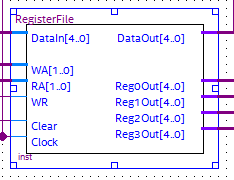 RegisterFile
DataIn[4..0] DataOut[4..0]
WA[1..0]
RA[1..0] Reg0Out[4..0]
WR Reg1Out[4..0]
Reg2Out[4..0]
Clear Reg3Out[4..0]
Clock
inst